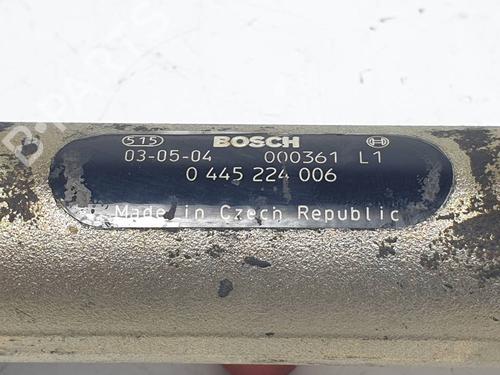 515 BOSCH
03-05-04 000361 L1
0 445 224 006
Made in Czech Republic